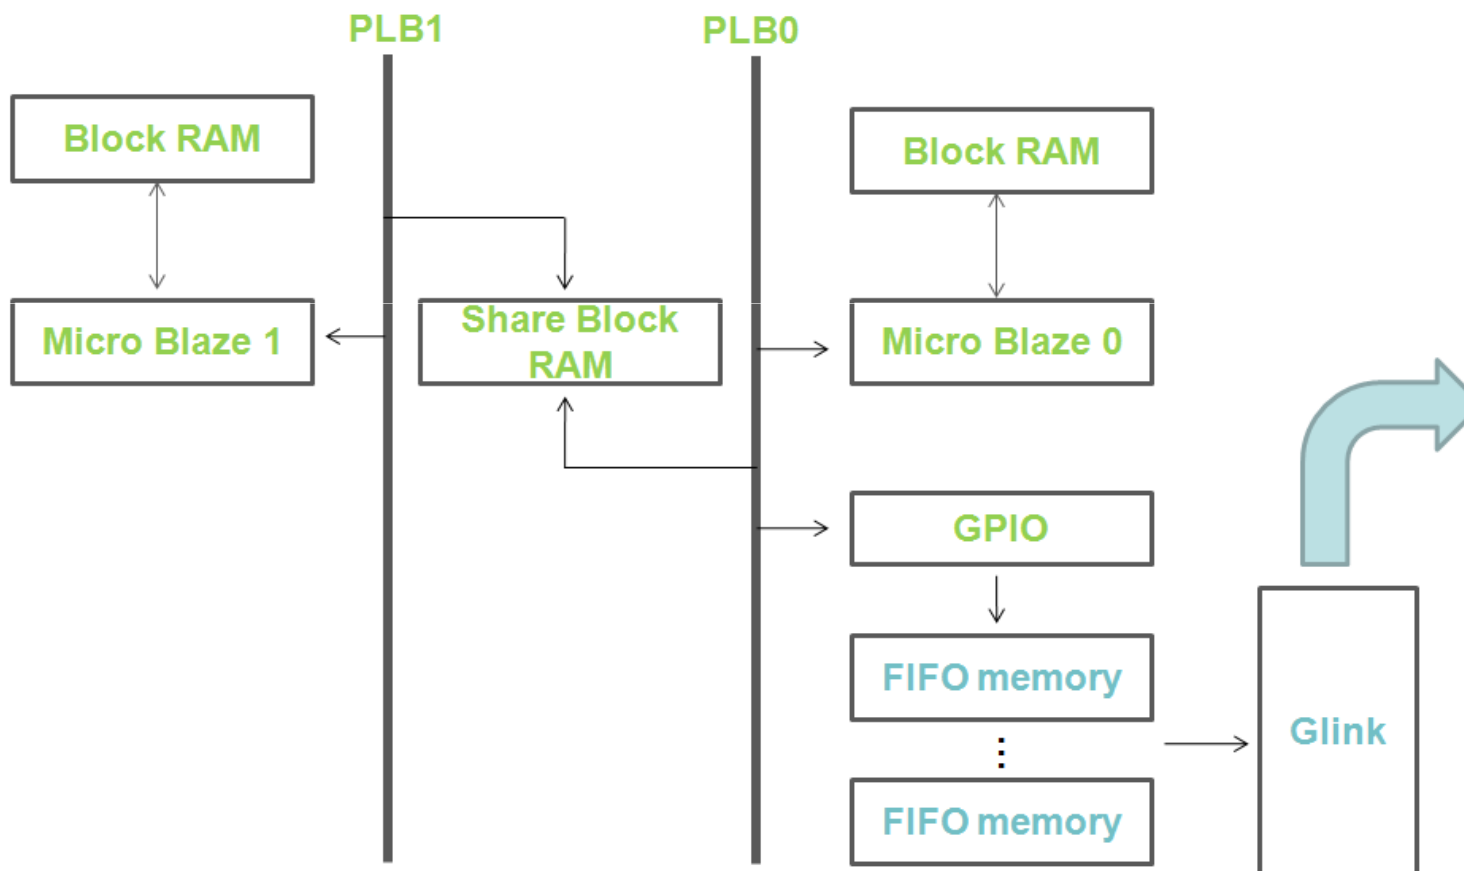 PLB1
PLB0
Block RAM
Block RAM
Micro Blaze 1
Share Block
RAM
Micro Blaze 0
GPIO
FIFO memory
⋮
FIFO memory
Glink